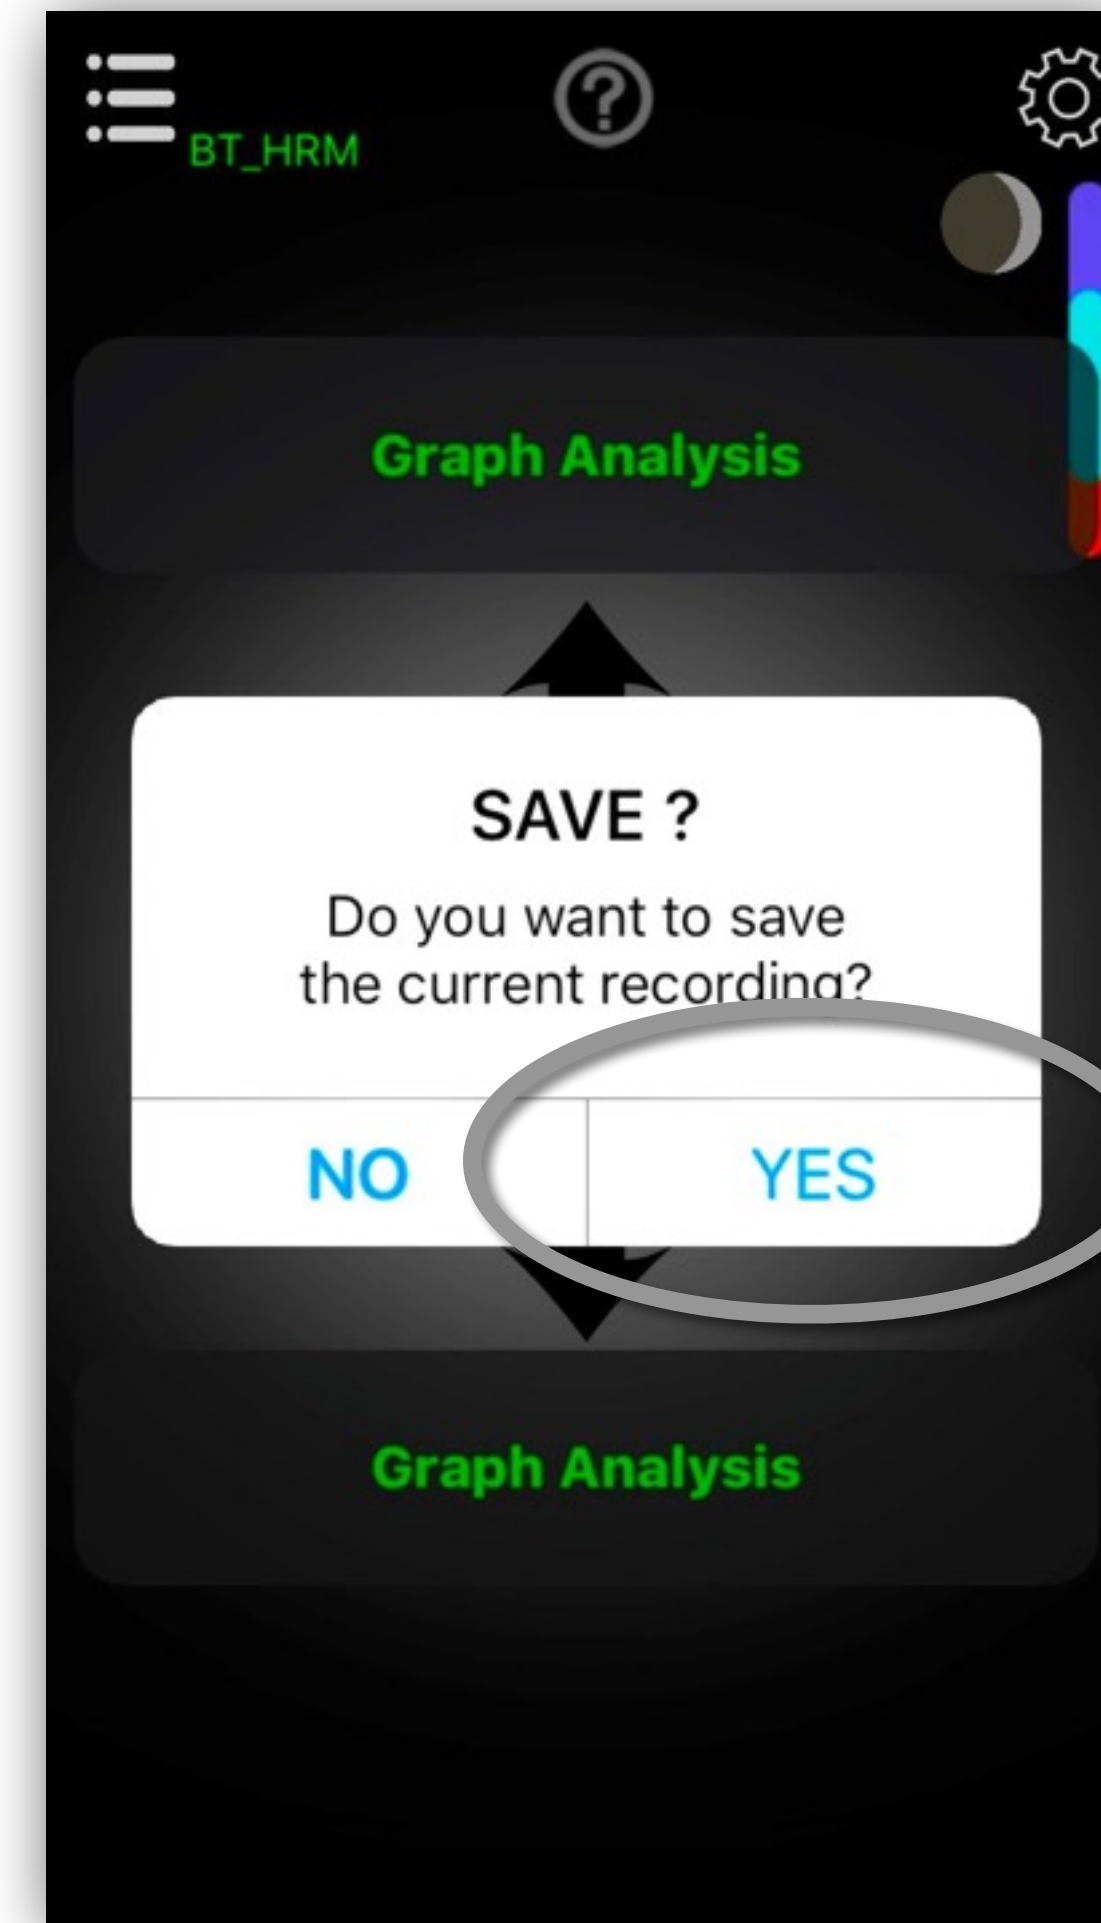 BT_HRM
Graph Analysis
SAVE ?
Do you want to save
the current recording?
NO
YES
Graph Analysis